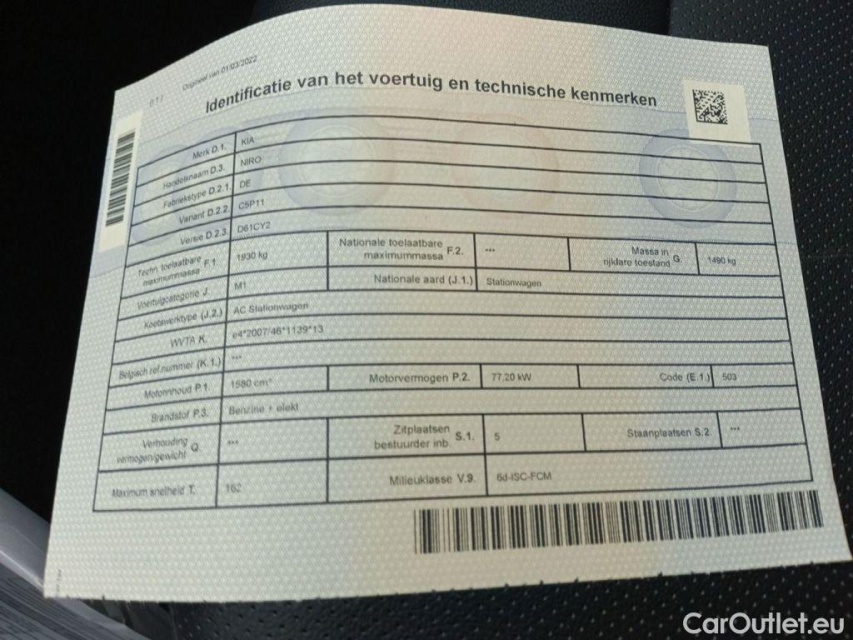 Origineel van 01/03/2022
Identificatie van het voertuig en technische kenmerken
Merk D.1. KIA
Handelsnaam D.3. NIRO
Fabriekstype D.2.1. DE
Variant D.2.2. C5P11
Versie D.2.3. D61CY2
Techn. toelaatbare maximummassa F.1. 1930 kg Nationale toelaatbare maximummassa F.2. *** Massa in rijklare toestand G. 1490 kg
Voertuigcategorie J. M1 Nationale aard (J.1.) Stationwagen
Koetswerktype (J.2.) AC Stationwagen
WVTA K. e4*2007/46*1139*13
Belgisch ref.nummer (K.1.) ***
Motorinhoud P.1. 1580 cm³ Motorvermogen P.2. 77,20 kW Code (E.1.) 503
Brandstof P.3. Benzine + elekt
Verhouding vermogen/gewicht Q. *** Zitplaatsen bestuurder inb. S.1. 5 Staanplaatsen S.2. ***
Maximum snelheid T. 162 Milieuklasse V.9. 6d-ISC-FCM
CarOutlet.eu